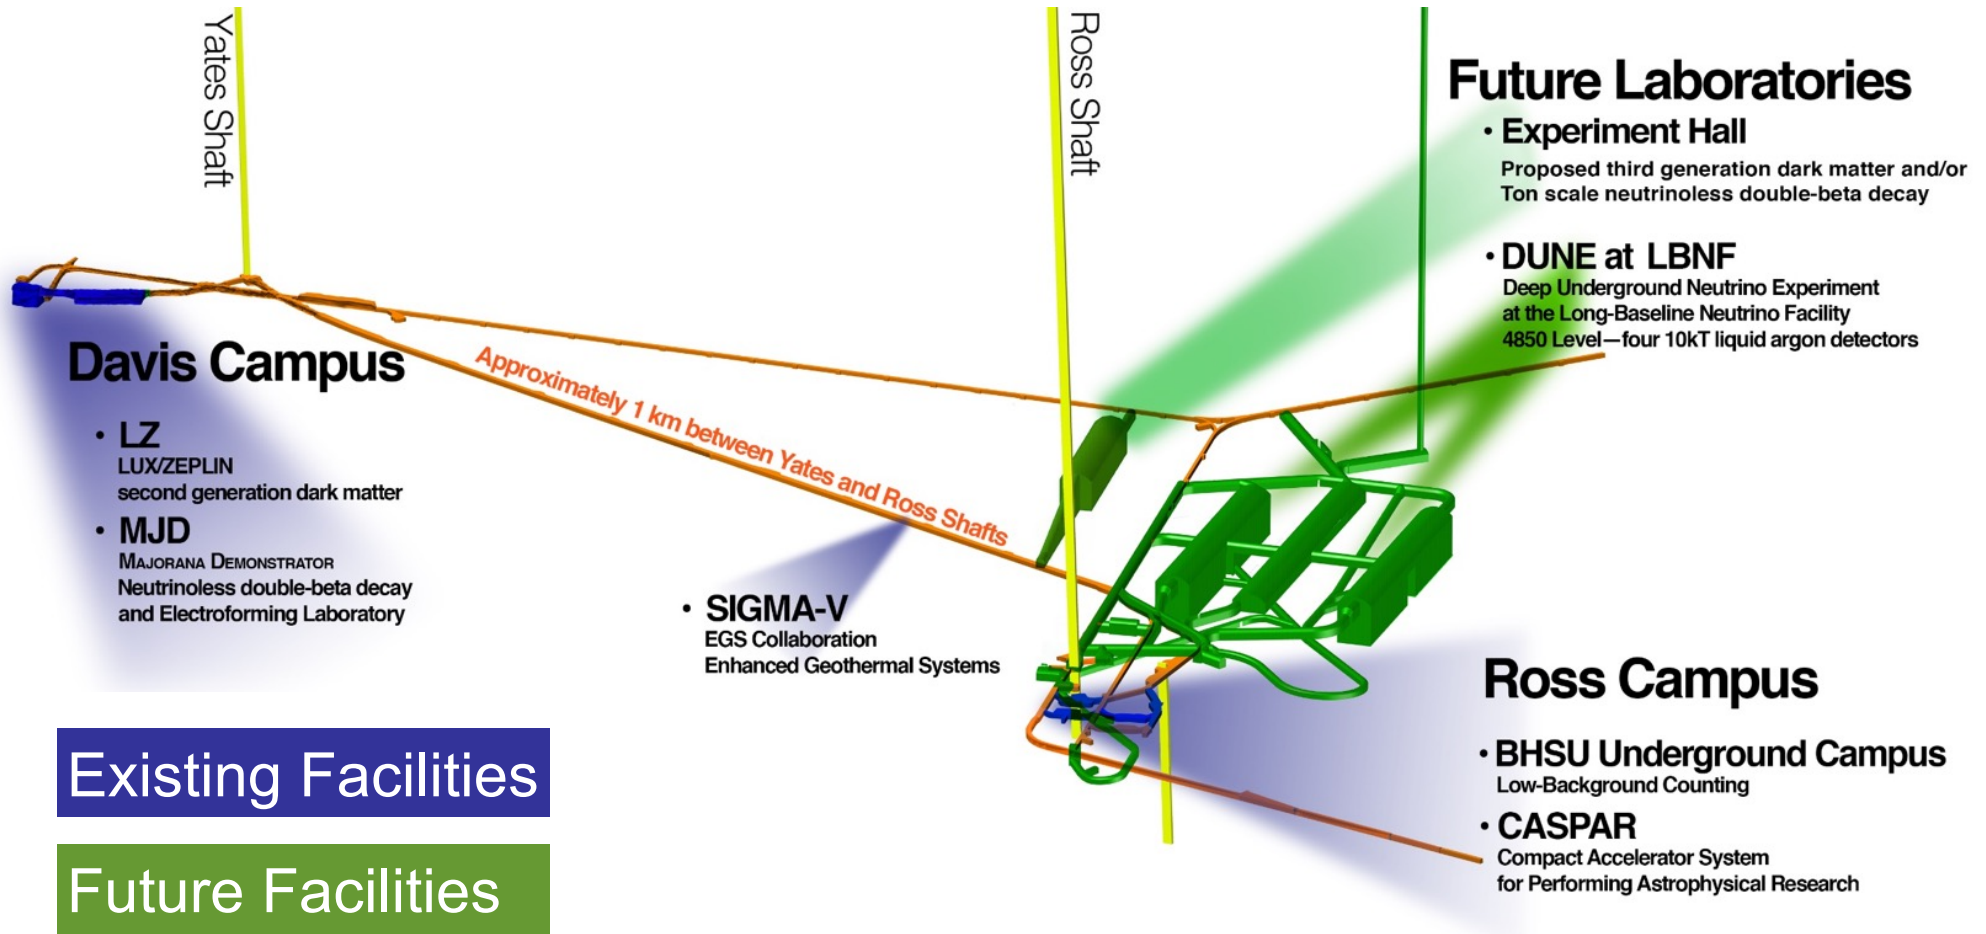 Yates Shaft
Ross Shaft
Future Laboratories
• Experiment Hall
Proposed third generation dark matter and/or
Ton scale neutrinoless double-beta decay
• DUNE at LBNF
Deep Underground Neutrino Experiment
at the Long-Baseline Neutrino Facility
4850 Level—four 10kT liquid argon detectors
Davis Campus
• LZ
LUX/ZEPLIN
second generation dark matter
• MJD
MAJORANA DEMONSTRATOR
Neutrinoless double-beta decay
and Electroforming Laboratory
Approximately 1 km between Yates and Ross Shafts
• SIGMA-V
EGS Collaboration
Enhanced Geothermal Systems
Ross Campus
• BHSU Underground Campus
Low-Background Counting
• CASPAR
Compact Accelerator System
for Performing Astrophysical Research
Existing Facilities
Future Facilities